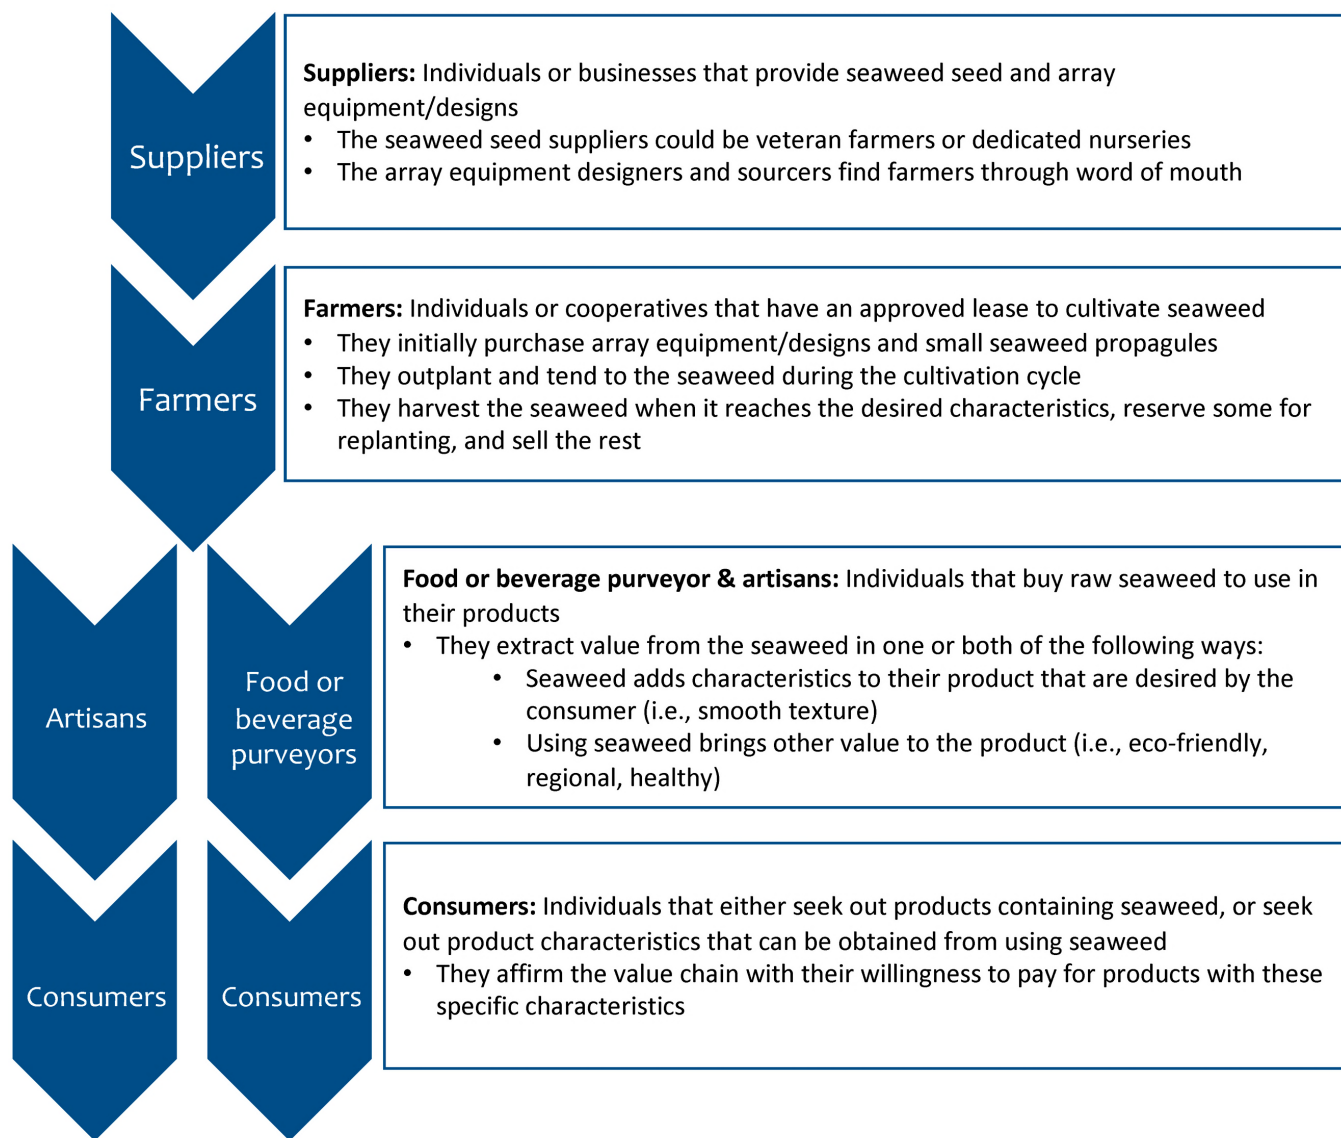 Suppliers
Suppliers: Individuals or businesses that provide seaweed seed and array
equipment/designs
• The seaweed seed suppliers could be veteran farmers or dedicated nurseries
• The array equipment designers and sourcers find farmers through word of mouth
Farmers
Farmers: Individuals or cooperatives that have an approved lease to cultivate seaweed
• They initially purchase array equipment/designs and small seaweed propagules
• They outplant and tend to the seaweed during the cultivation cycle
• They harvest the seaweed when it reaches the desired characteristics, reserve some for
replanting, and sell the rest
Artisans
Food or
beverage
purveyors
Food or beverage purveyor & artisans: Individuals that buy raw seaweed to use in
their products
• They extract value from the seaweed in one or both of the following ways:
• Seaweed adds characteristics to their product that are desired by the
consumer (i.e., smooth texture)
• Using seaweed brings other value to the product (i.e., eco-friendly,
regional, healthy)
Consumers
Consumers
Consumers: Individuals that either seek out products containing seaweed, or seek
out product characteristics that can be obtained from using seaweed
• They affirm the value chain with their willingness to pay for products with these
specific characteristics